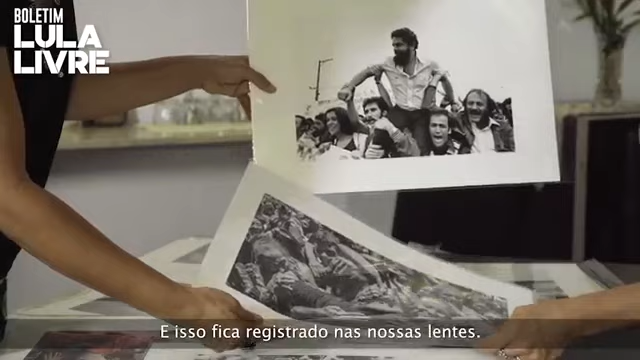 BOLETIM
LULA
LIVRE
E isso fica registrado nas nossas lentes.